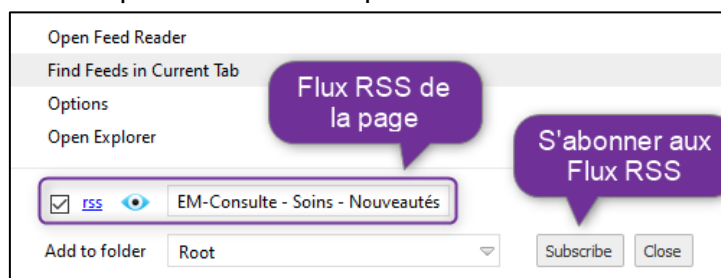 Open Feed Reader
Find Feeds in Current Tab
Options
Open Explorer
Flux RSS de
la page
S'abonner aux
Flux RSS
rss EM-Consulte - Soins - Nouveautés
Add to folder Root Subscribe Close